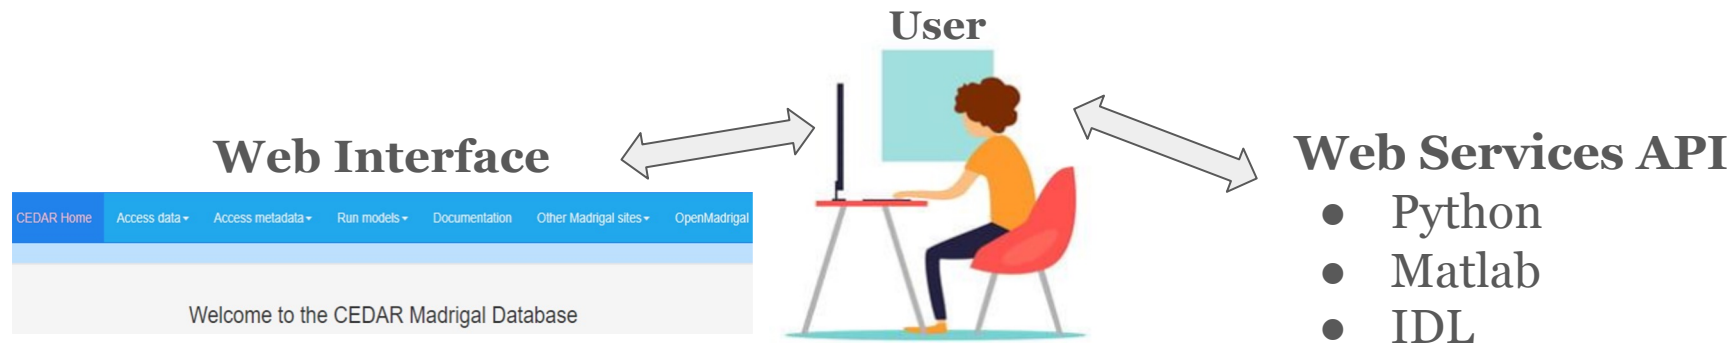 User
Web Interface
CEDAR Home Access data Access metadata Run models Documentation Other Madrigal sites OpenMadrigal
Welcome to the CEDAR Madrigal Database
Web Services API
● Python
● Matlab
● IDL